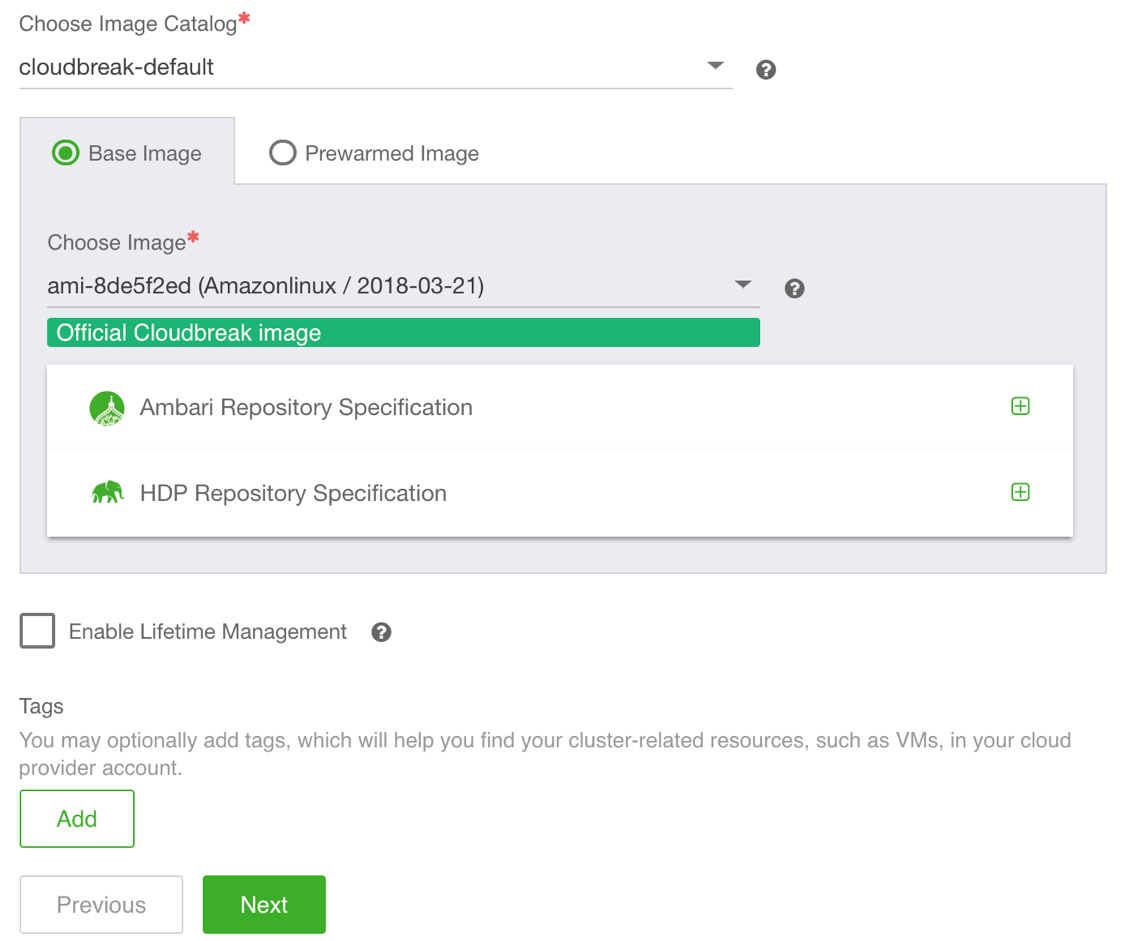 Choose Image Catalog*
cloudbreak-default
Base Image
Prewarmed Image
Choose Image*
ami-8de5f2ed (Amazonlinux / 2018-03-21)
Official Cloudbreak image
Ambari Repository Specification
HDP Repository Specification
Enable Lifetime Management
Tags
You may optionally add tags, which will help you find your cluster-related resources, such as VMs, in your cloud
provider account.
Add
Previous
Next